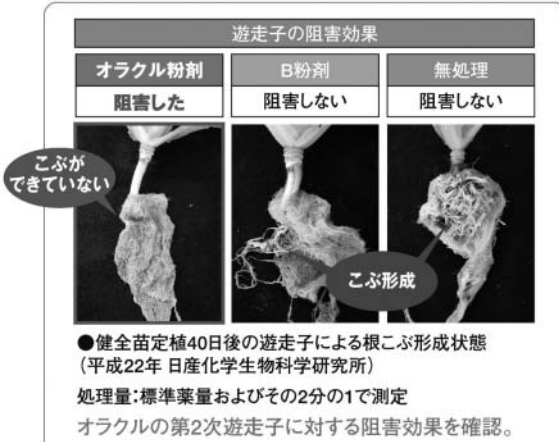 遊走子の阻害効果
オラクル粉剤
阻害した
B粉剤
阻害しない
無処理
阻害しない
こぶが
できていない
こぶ形成
●健全苗定植40日後の遊走子による根こぶ形成状態
(平成22年 日産化学生物科学研究所)
処理量:標準薬量およびその2分の1で測定
オラクルの第2次遊走子に対する阻害効果を確認。